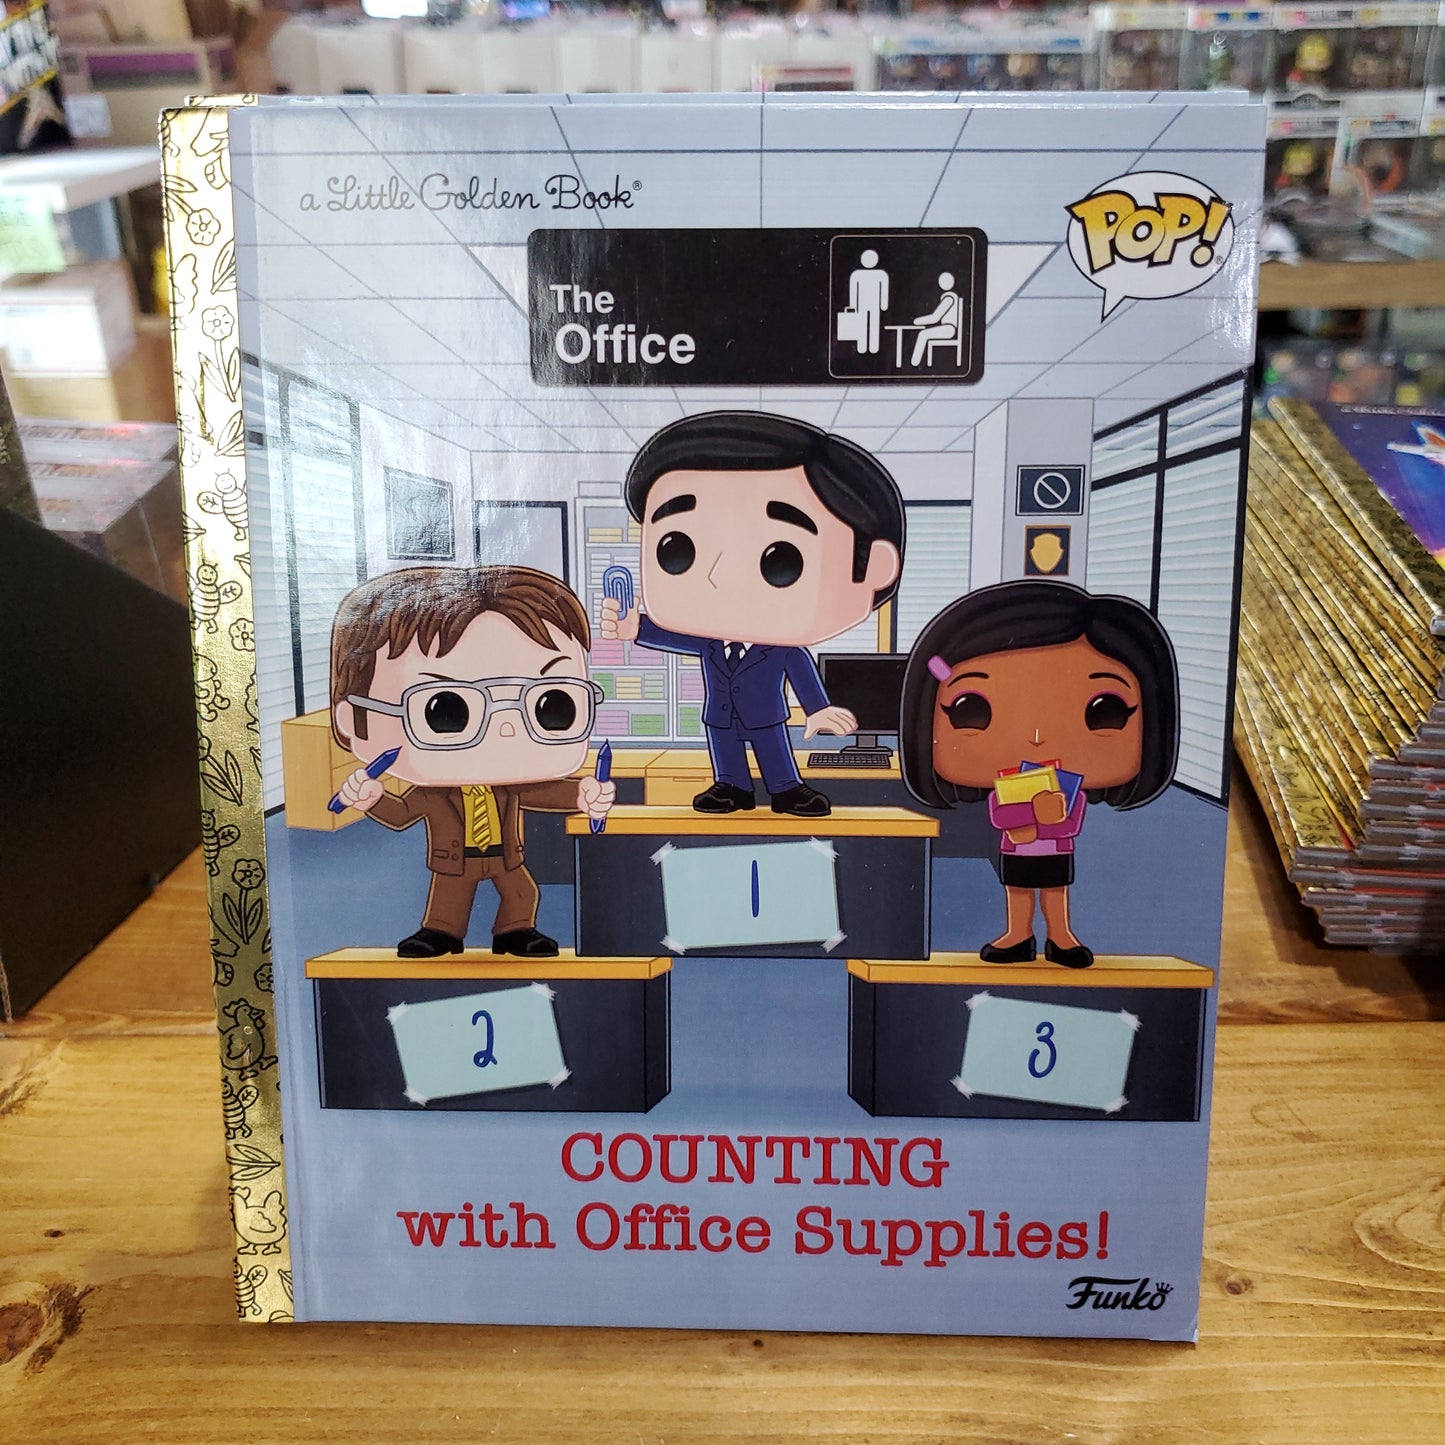 a Little Golden Book®
POP!®
The
Office
1
2
3
COUNTING
with Office Supplies!
Funko